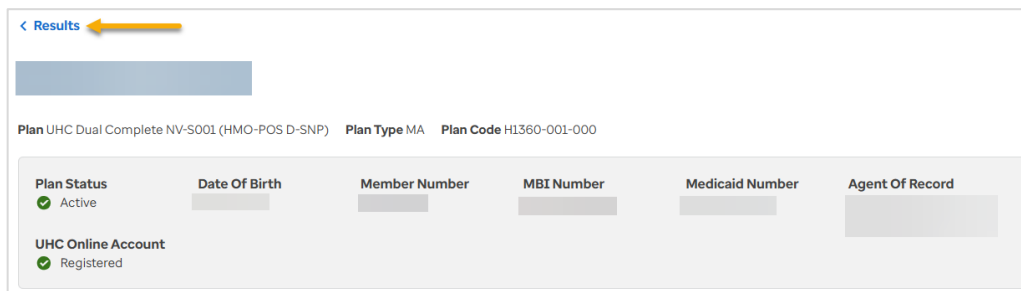 < Results
Plan UHC Dual Complete NV-S001 (HMO-POS D-SNP) Plan Type MA Plan Code H1360-001-000
Plan Status Date Of Birth Member Number MBI Number Medicaid Number Agent Of Record
Active
UHC Online Account
Registered